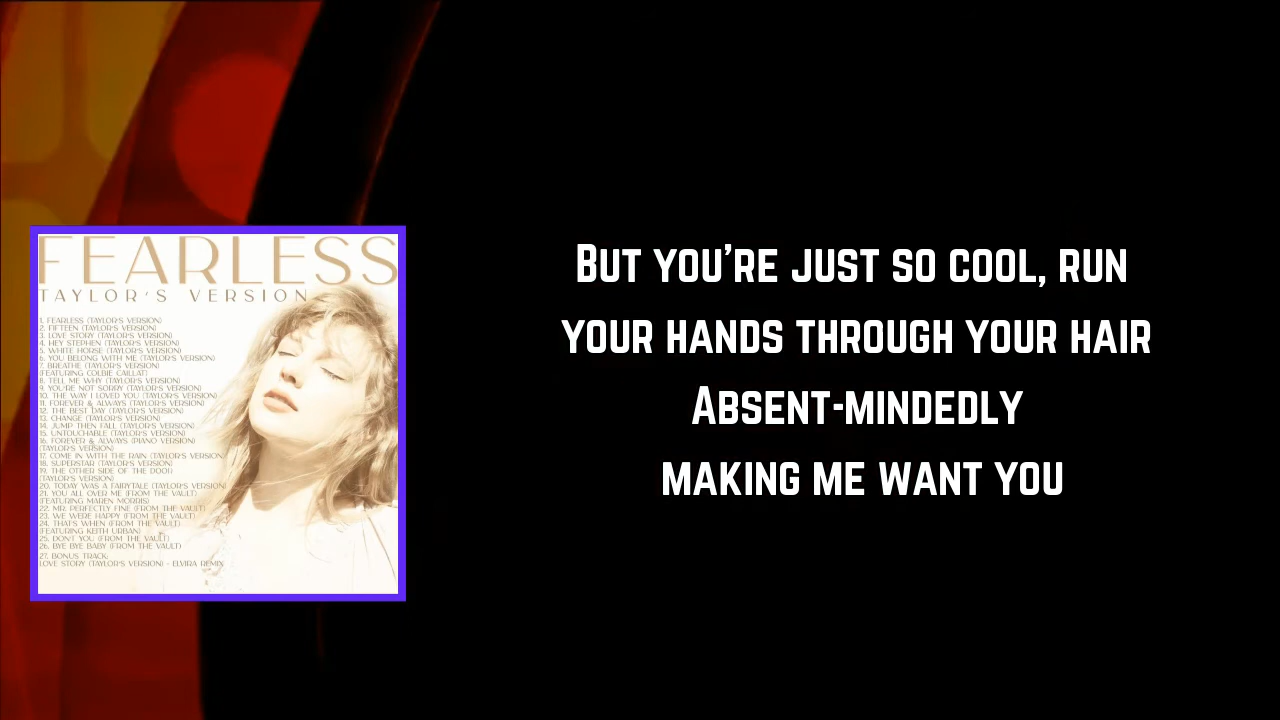 FEARLESS
TAYLOR'S VERSION
1. FEARLESS (TAYLOR'S VERSION)
2. FIFTEEN (TAYLOR'S VERSION)
3. LOVE STORY (TAYLOR'S VERSION)
4. HEY STEPHEN (TAYLOR'S VERSION)
5. WHITE HORSE (TAYLOR'S VERSION)
6. YOU BELONG WITH ME (TAYLOR'S VERSION)
7. BREATHE (TAYLOR'S VERSION)
(FEATURING COLBIE CAILLAT)
8. TELL ME WHY (TAYLOR'S VERSION)
9. YOU'RE NOT SORRY (TAYLOR'S VERSION)
10. THE WAY I LOVED YOU (TAYLOR'S VERSION)
11. FOREVER & ALWAYS (TAYLOR'S VERSION)
12. THE BEST DAY (TAYLOR'S VERSION)
13. CHANGE (TAYLOR'S VERSION)
14. JUMP THEN FALL (TAYLOR'S VERSION)
15. UNTOUCHABLE (TAYLOR'S VERSION)
16. FOREVER & ALWAYS (PIANO VERSION)
(TAYLOR'S VERSION)
17. COME IN WITH THE RAIN (TAYLOR'S VERSION)
18. SUPERSTAR (TAYLOR'S VERSION)
19. THE OTHER SIDE OF THE DOOR
(TAYLOR'S VERSION)
20. TODAY WAS A FAIRYTALE (TAYLOR'S VERSION)
21. YOU ALL OVER ME (FROM THE VAULT)
(FEATURING MAREN MORRIS)
22. MR. PERFECTLY FINE (FROM THE VAULT)
23. WE WERE HAPPY (FROM THE VAULT)
24. THAT'S WHEN (FROM THE VAULT)
(FEATURING KEITH URBAN)
25. DON'T YOU (FROM THE VAULT)
26. BYE BYE BABY (FROM THE VAULT)
27. BONUS TRACK:
LOVE STORY (TAYLOR'S VERSION) - ELVIRA REMIX
BUT YOU'RE JUST SO COOL, RUN
YOUR HANDS THROUGH YOUR HAIR
ABSENT-MINDEDLY
MAKING ME WANT YOU